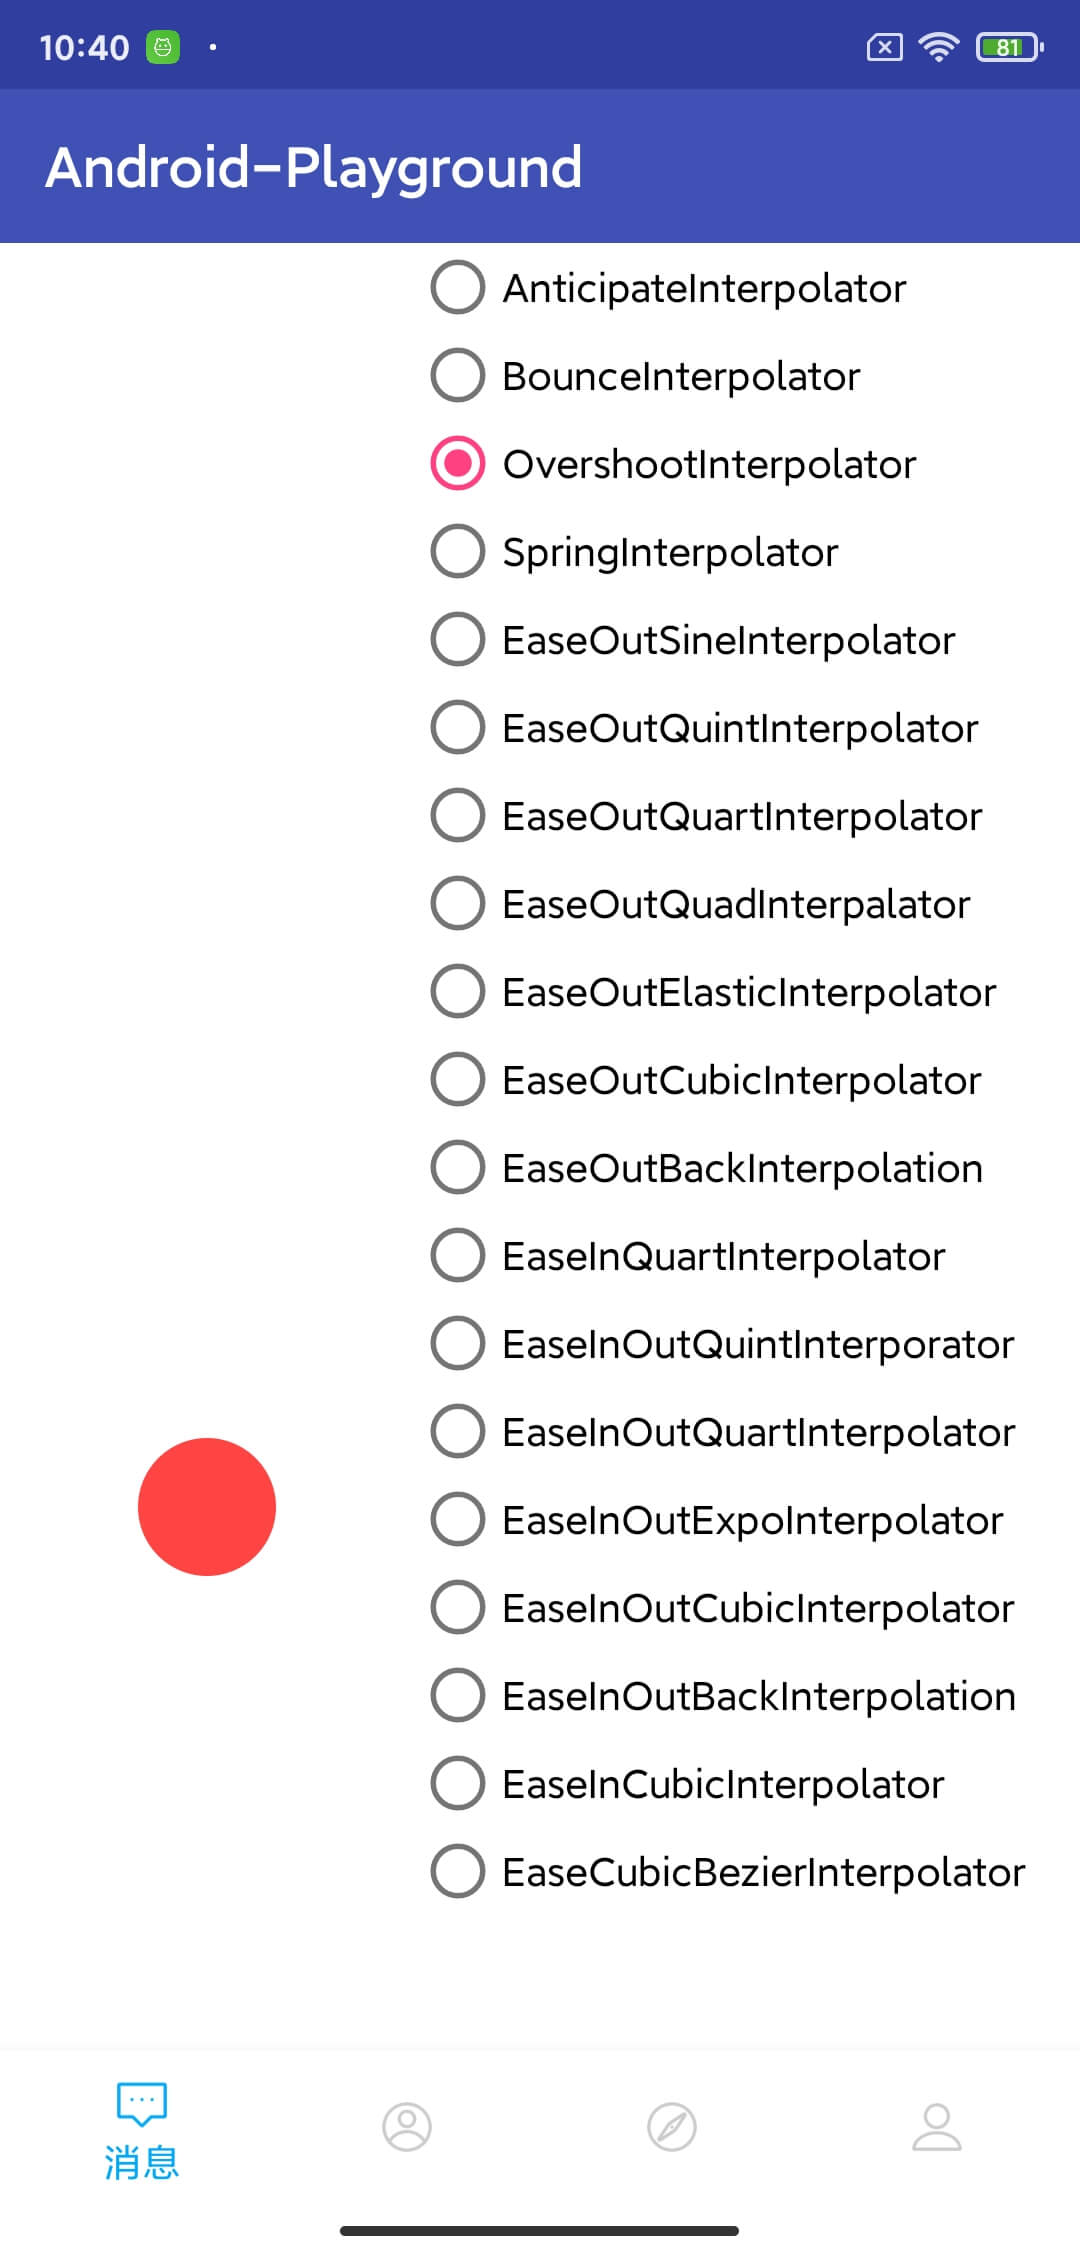 10:40
81
Android-Playground
AnticipateInterpolator
BounceInterpolator
OvershootInterpolator
SpringInterpolator
EaseOutSineInterpolator
EaseOutQuintInterpolator
EaseOutQuartInterpolator
EaseOutQuadInterpalator
EaseOutElasticInterpolator
EaseOutCubicInterpolator
EaseOutBackInterpolation
EaseInQuartInterpolator
EaseInOutQuintInterporator
EaseInOutQuartInterpolator
EaseInOutExpoInterpolator
EaseInOutCubicInterpolator
EaseInOutBackInterpolation
EaseInCubicInterpolator
EaseCubicBezierInterpolator
消息